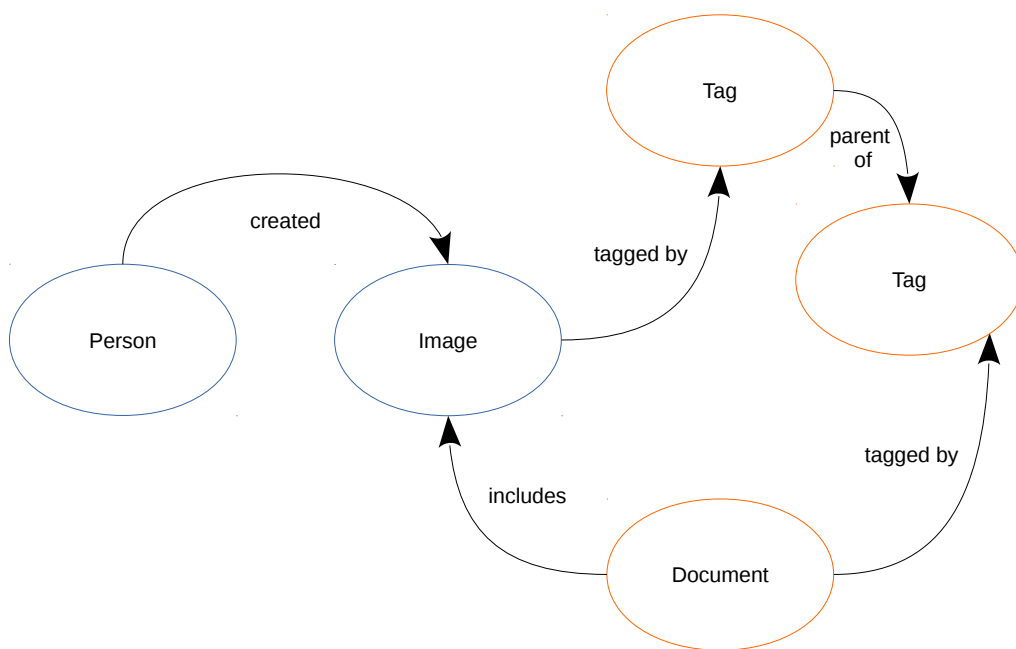 Tag
parent
of
created
tagged by
Tag
Person
Image
tagged by
includes
Document